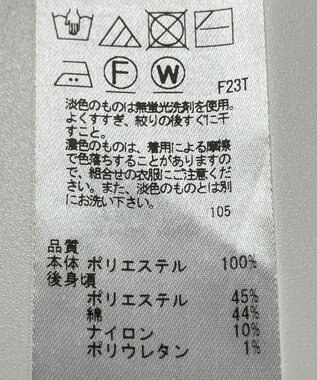 F W F23T
淡色のものは無蛍光洗剤を使用。
よくすすぎ、絞りの後すぐに干
すこと。
濃色のものは、着用による摩擦
で色落ちすることがありますの
で、組合せの衣服にご注意くだ
さい。また、淡色のものとは別
にお洗い下さい。
105
品質
本体 ポリエステル 100%
後身頃
ポリエステル 45%
綿 44%
ナイロン 10%
ポリウレタン 1%